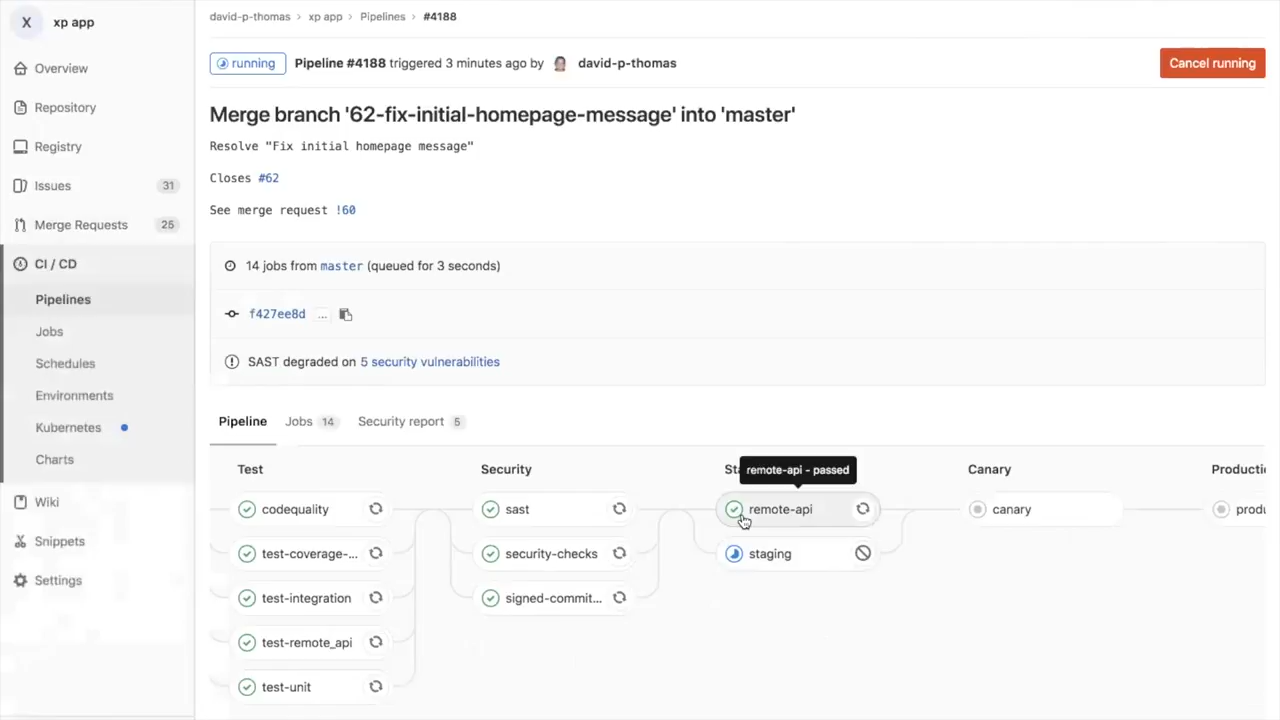 X xp app
Overview
Repository
Registry
Issues 31
Merge Requests 25
CI / CD
Pipelines
Jobs
Schedules
Environments
Kubernetes
Charts
Wiki
Snippets
Settings
david-p-thomas › xp app › Pipelines › #4188
running Pipeline #4188 triggered 3 minutes ago by david-p-thomas
Cancel running
Merge branch '62-fix-initial-homepage-message' into 'master'
Resolve "Fix initial homepage message"
Closes #62
See merge request !60
14 jobs from master (queued for 3 seconds)
f427ee8d ...
SAST degraded on 5 security vulnerabilities
Pipeline Jobs 14 Security report 5
Test
codequality
test-coverage-...
test-integration
test-remote_api
test-unit
Security
sast
security-checks
signed-commit...
Sta
remote-api - passed
remote-api
staging
Canary
canary
Producti
produ